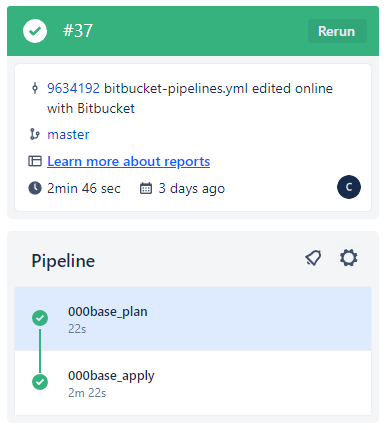 #37
Rerun
9634192 bitbucket-pipelines.yml edited online
with Bitbucket
master
Learn more about reports
2min 46 sec
3 days ago
C
Pipeline
000base_plan
22s
000base_apply
2m 22s